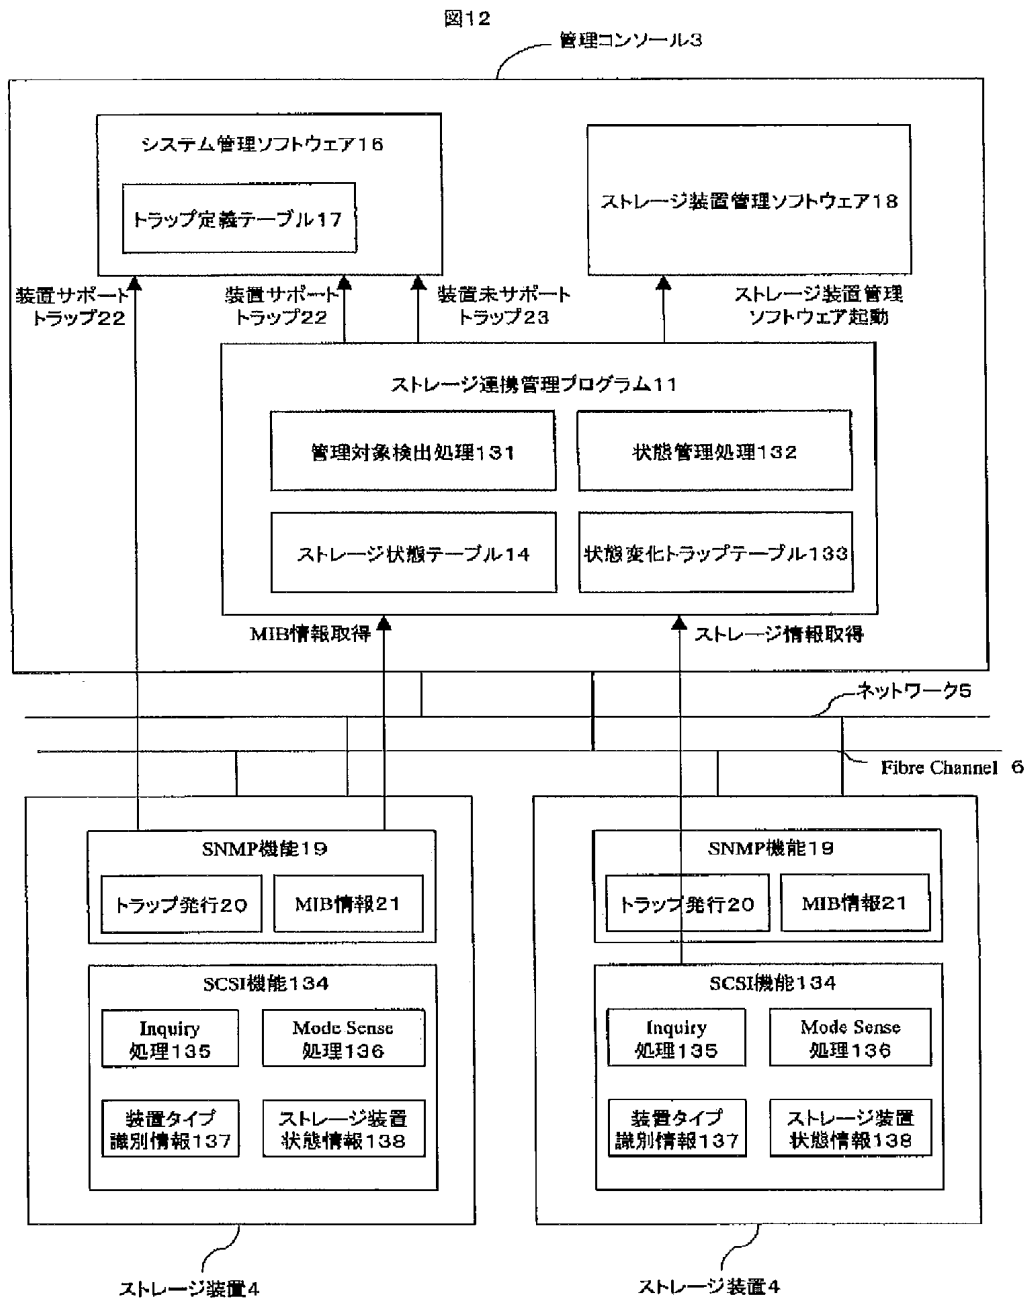 図12
管理コンソール3
システム管理ソフトウェア16
トラップ定義テーブル17
ストレージ装置管理ソフトウェア18
装置サポート
トラップ22
装置サポート
トラップ22
装置未サポート
トラップ23
ストレージ装置管理
ソフトウェア起動
ストレージ連携管理プログラム11
管理対象検出処理131
状態管理処理132
ストレージ状態テーブル14
状態変化トラップテーブル133
MIB情報取得
ストレージ情報取得
ネットワーク5
Fibre Channel 6
SNMP機能19
トラップ発行20
MIB情報21
SCSI機能134
Inquiry
処理135
Mode Sense
処理136
装置タイプ
識別情報137
ストレージ装置
状態情報138
ストレージ装置4
SNMP機能19
トラップ発行20
MIB情報21
SCSI機能134
Inquiry
処理135
Mode Sense
処理136
装置タイプ
識別情報137
ストレージ装置
状態情報138
ストレージ装置4